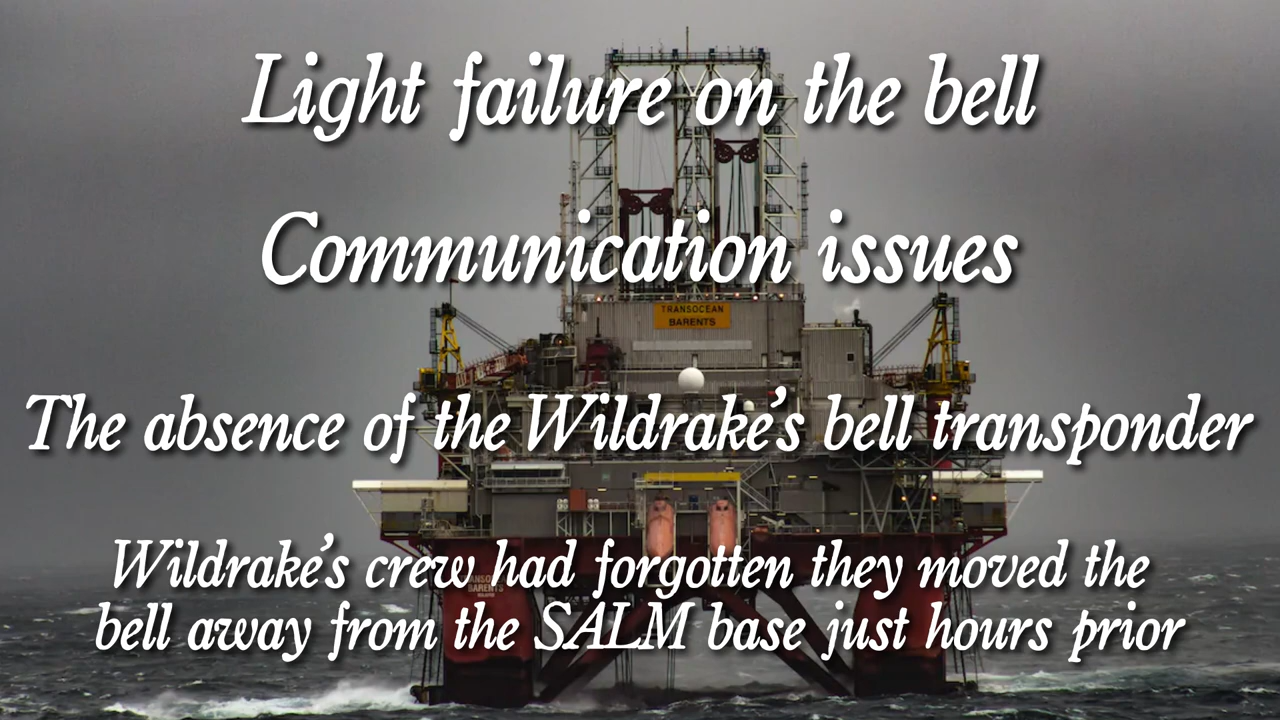 Light failure on the bell
Communication issues
TRANSOCEAN
BARENTS
The absence of the Wildrake's bell transponder
Wildrake's crew had forgotten they moved the
BARENTS
bell away from the SALM base just hours prior